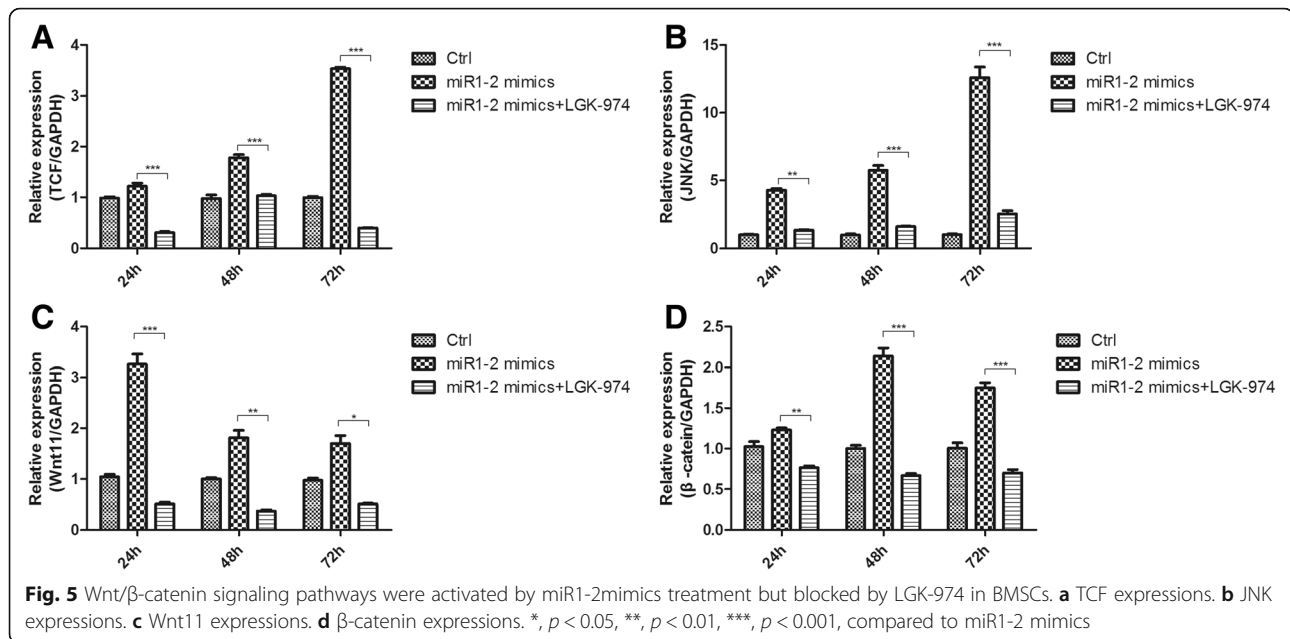 A
Relative expression
(TCF/GAPDH)
4
3
2
1
0
***
***
***
24h
48h
72h
Ctrl
miR1-2 mimics
miR1-2 mimics+LGK-974
B
Relative expression
(JNK/GAPDH)
15
10
5
0
**
***
***
24h
48h
72h
Ctrl
miR1-2 mimics
miR1-2 mimics+LGK-974
C
Relative expression
(Wnt11/GAPDH)
4
3
2
1
0
***
**
*
24h
48h
72h
Ctrl
miR1-2 mimics
miR1-2 mimics+LGK-974
D
Relative expression
(β -catein/GAPDH)
2.5
2.0
1.5
1.0
0.5
0.0
**
***
***
24h
48h
72h
Ctrl
miR1-2 mimics
miR1-2 mimics+LGK-974
Fig. 5 Wnt/β-catenin signaling pathways were activated by miR1-2mimics treatment but blocked by LGK-974 in BMSCs. a TCF expressions. b JNK
expressions. c Wnt11 expressions. d β-catenin expressions. *, p < 0.05, **, p < 0.01, ***, p < 0.001, compared to miR1-2 mimics